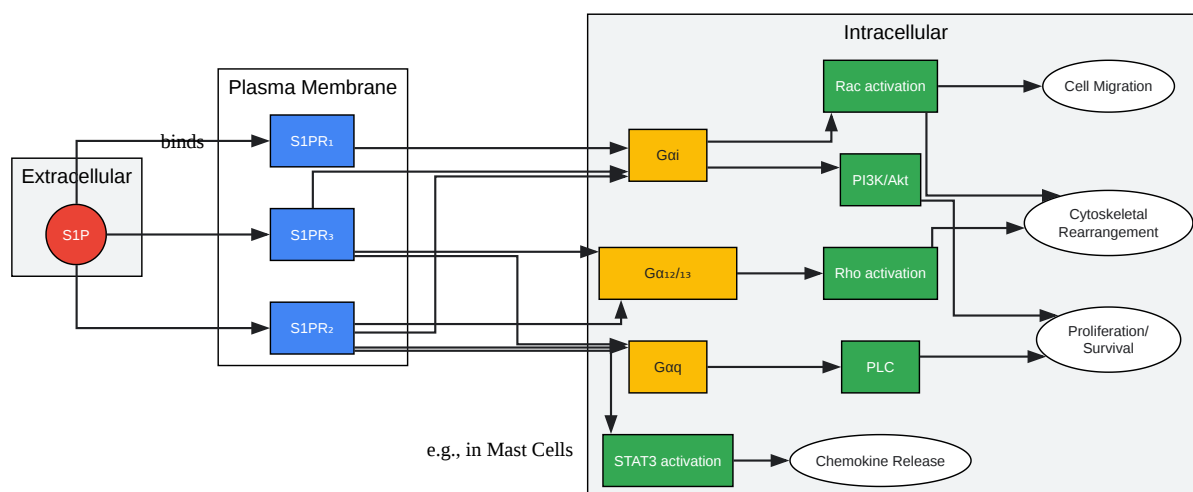 Intracellular
Plasma Membrane
Rac activation
Cell Migration
binds
S1PR₁
Gαi
Extracellular
PI3K/Akt
S1P
S1PR₃
Cytoskeletal
Rearrangement
Gα₁₂/₁₃
Rho activation
S1PR₂
Proliferation/
Survival
Gαq
PLC
e.g., in Mast Cells
STAT3 activation
Chemokine Release